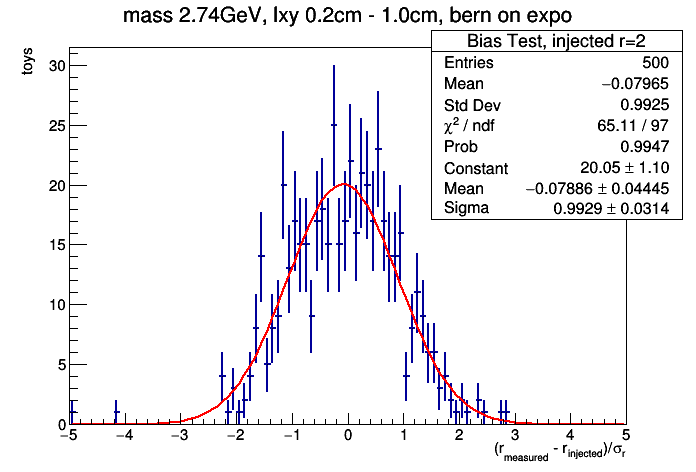 mass 2.74GeV, lxy 0.2cm - 1.0cm, bern on expo
Bias Test, injected r=2
Entries 500
Mean −0.07965
Std Dev 0.9925
χ² / ndf 65.11 / 97
Prob 0.9947
Constant 20.05 ± 1.10
Mean −0.07886 ± 0.04445
Sigma 0.9929 ± 0.0314
toys
30
25
20
15
10
5
0
−5 −4 −3 −2 −1 0 1 2 3 4 5
(r_measured - r_injected)/σ_r